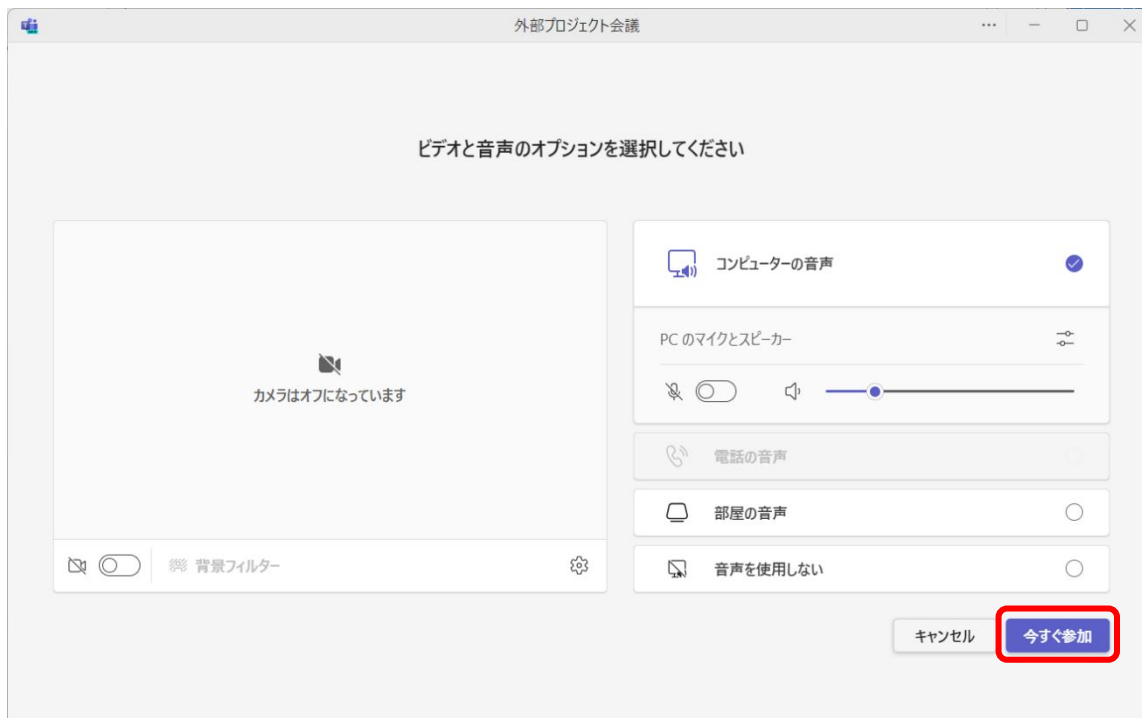 外部プロジェクト会議
ビデオと音声のオプションを選択してください
コンピューターの音声
PC のマイクとスピーカー
カメラはオフになっています
電話の音声
部屋の音声
背景フィルター
音声を使用しない
キャンセル
今すぐ参加